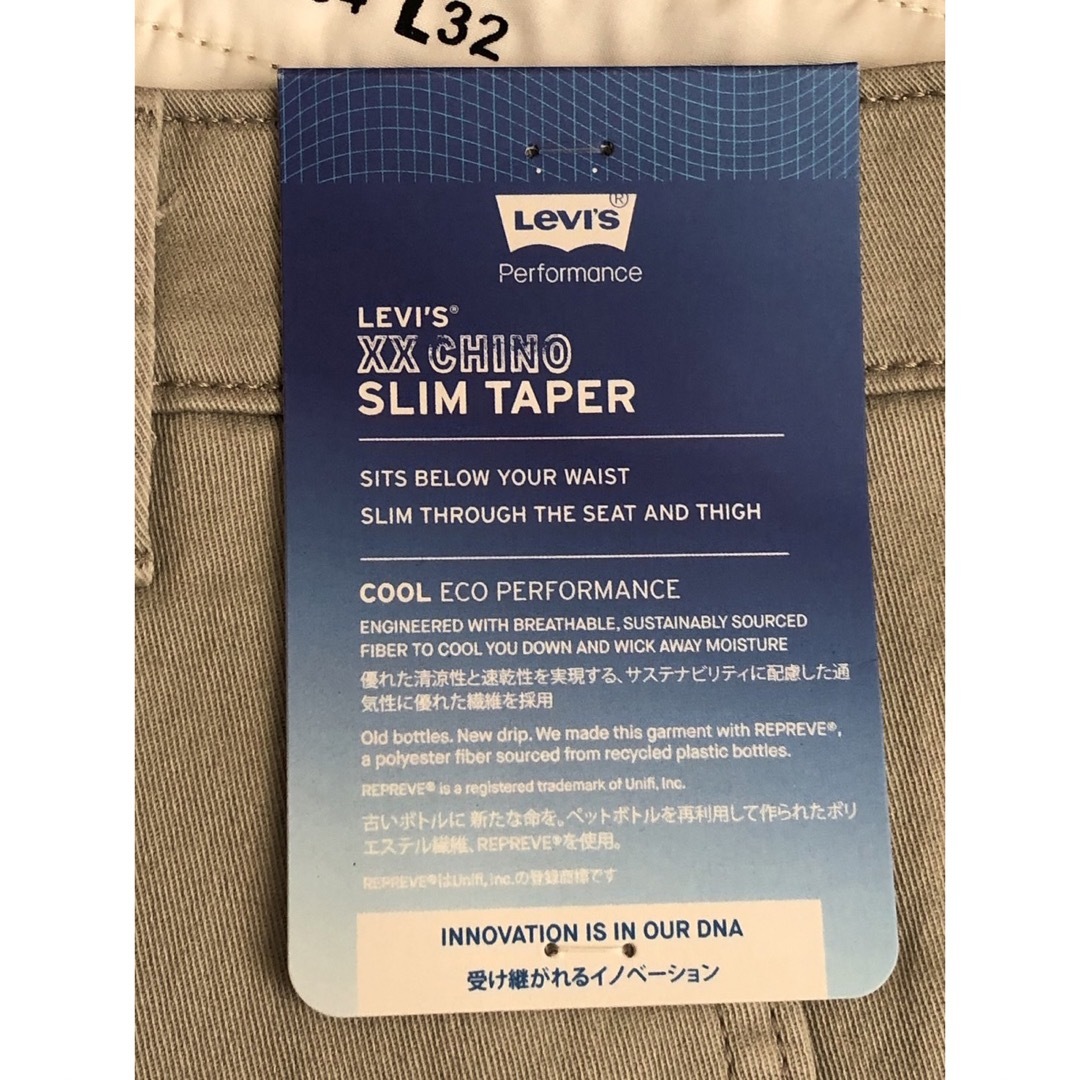 L32
LEVI'S®
Performance
LEVI'S®
XX CHINO
SLIM TAPER
SITS BELOW YOUR WAIST
SLIM THROUGH THE SEAT AND THIGH
COOL ECO PERFORMANCE
ENGINEERED WITH BREATHABLE, SUSTAINABLY SOURCED
FIBER TO COOL YOU DOWN AND WICK AWAY MOISTURE
優れた清涼性と速乾性を実現する、サステナビリティに配慮した通
気性に優れた繊維を採用
Old bottles. New drip. We made this garment with REPREVE®,
a polyester fiber sourced from recycled plastic bottles.
REPREVE® is a registered trademark of Unifi, Inc.
古いボトルに 新たな命を。ペットボトルを再利用して作られたポリ
エステル繊維、REPREVE®を使用。
REPREVE®はUnifi, Inc.の登録商標です
INNOVATION IS IN OUR DNA
受け継がれるイノベーション